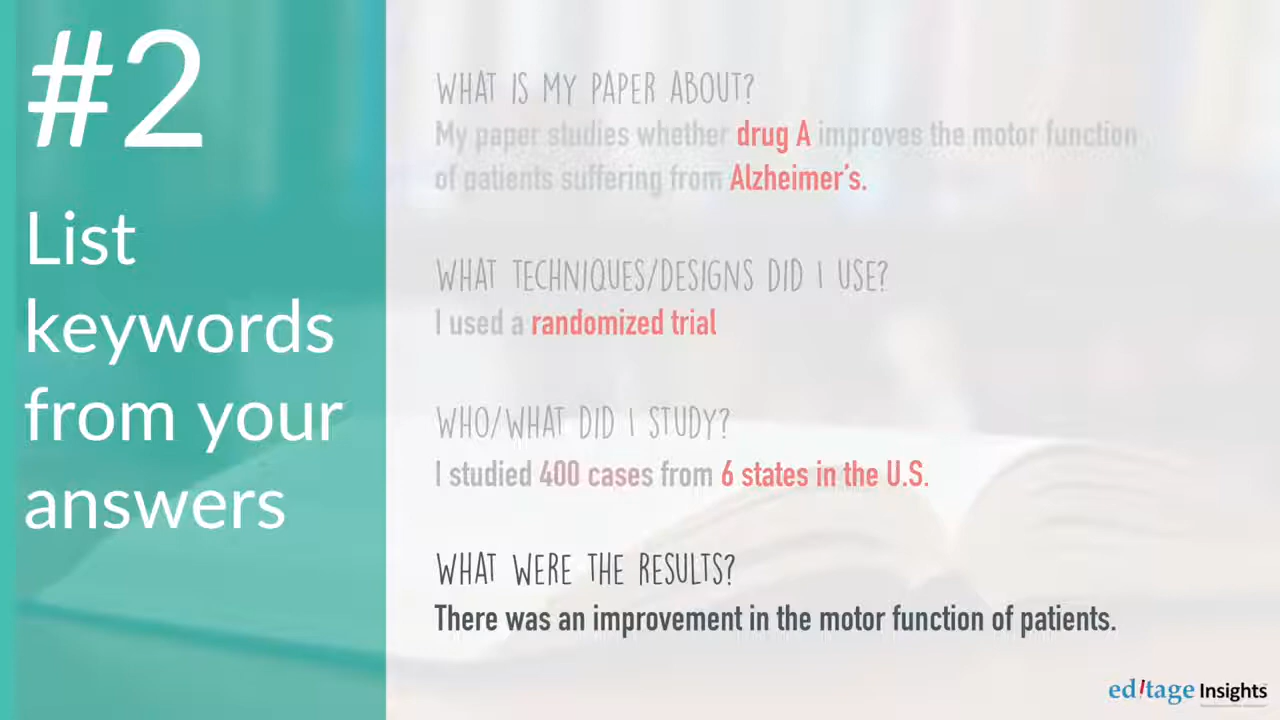 #2
List
keywords
from your
answers
WHAT IS MY PAPER ABOUT?
My paper studies whether drug A improves the motor function
of patients suffering from Alzheimer's.
WHAT TECHNIQUES/DESIGNS DID I USE?
I used a randomized trial
WHO/WHAT DID I STUDY?
I studied 400 cases from 6 states in the U.S.
WHAT WERE THE RESULTS?
There was an improvement in the motor function of patients.
editage Insights